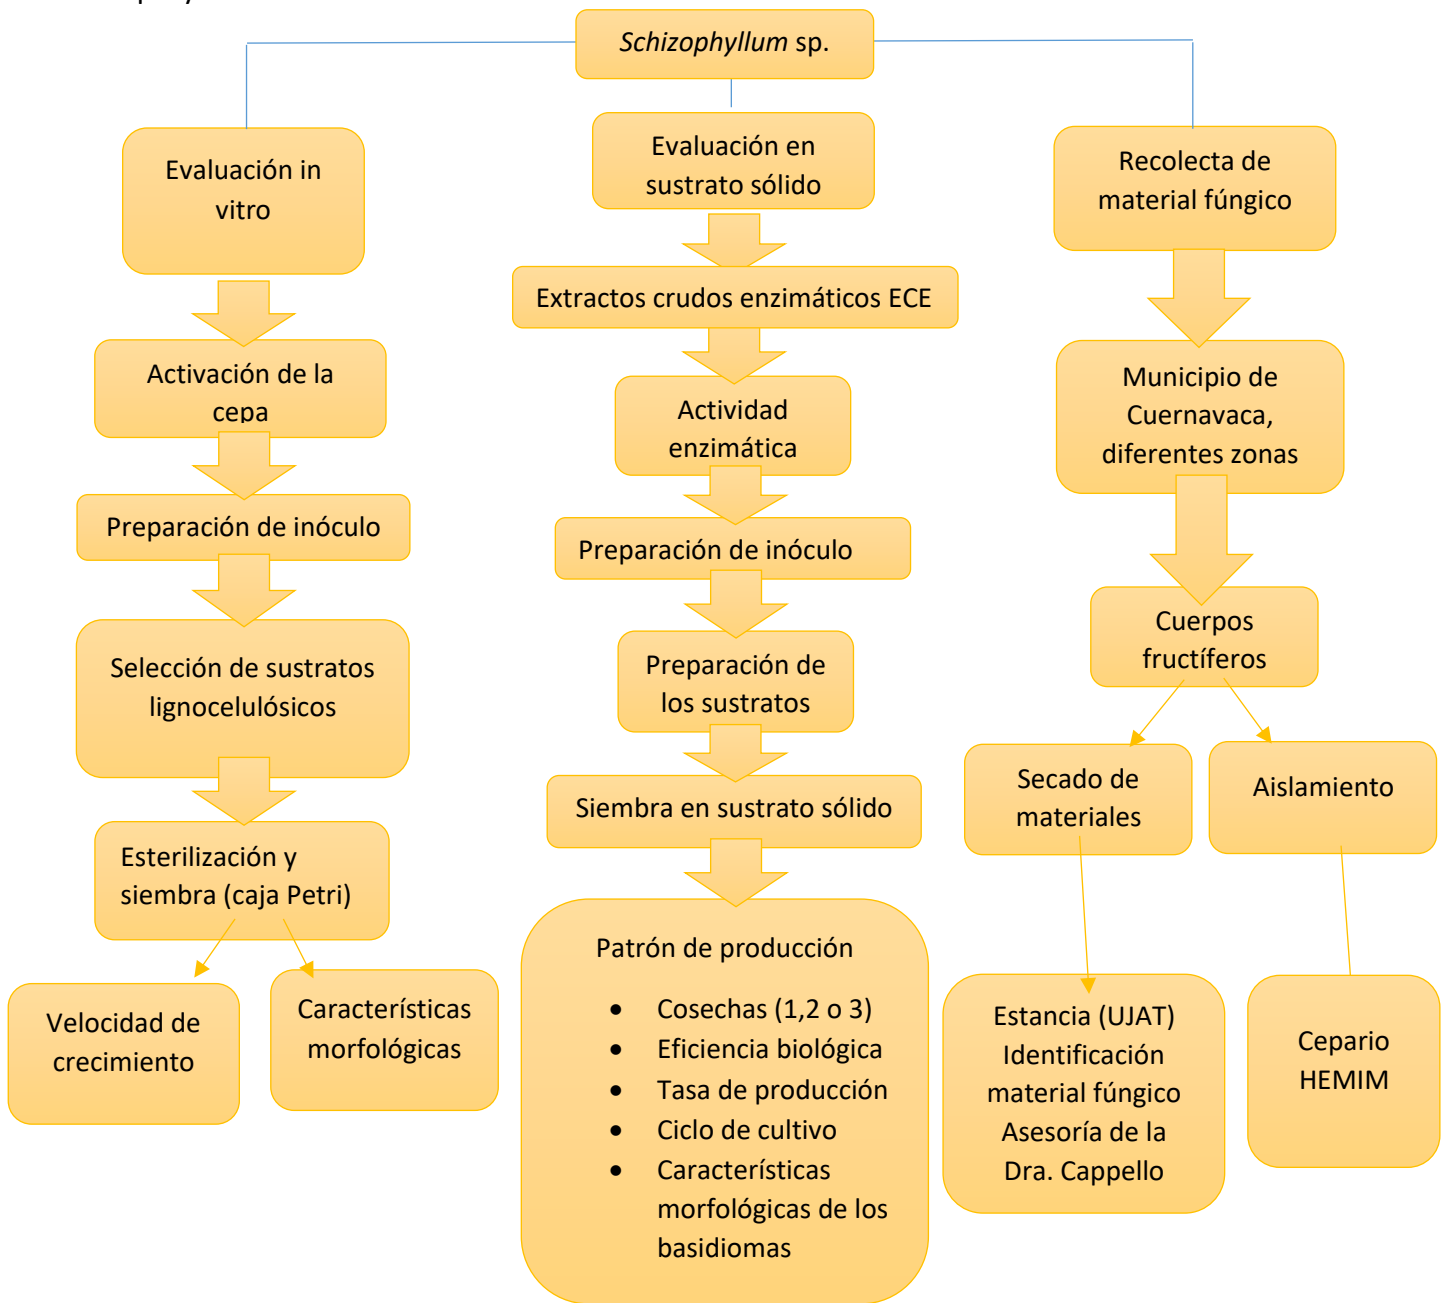 Schizophyllum sp.
Evaluación in
vitro
Activación de la
cepa
Preparación de inóculo
Selección de sustratos
lignocelulósicos
Esterilización y
siembra (caja Petri)
Velocidad de
crecimiento
Características
morfológicas
Evaluación en
sustrato sólido
Extractos crudos enzimáticos ECE
Actividad
enzimática
Preparación de inóculo
Preparación de
los sustratos
Siembra en sustrato sólido
Patrón de producción
• Cosechas (1,2 o 3)
• Eficiencia biológica
• Tasa de producción
• Ciclo de cultivo
• Características
morfológicas de los
basidiomas
Recolecta de
material fúngico
Municipio de
Cuernavaca,
diferentes zonas
Cuerpos
fructíferos
Secado de
materiales
Estancia (UJAT)
Identificación
material fúngico
Asesoría de la
Dra. Cappello
Aislamiento
Cepario
HEMIM